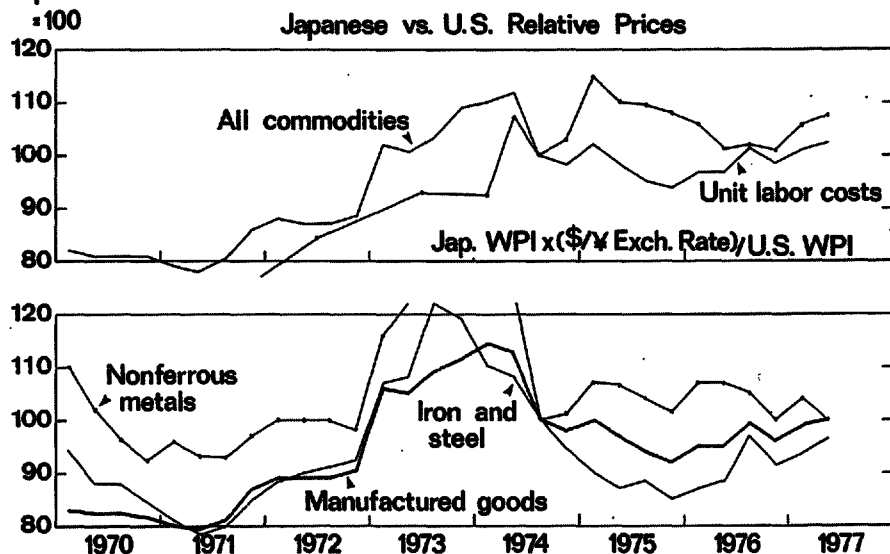 =100
Japanese vs. U.S. Relative Prices
120
110
All commodities
100
Unit labor costs
90
Jap. WPI x($/¥ Exch. Rate)/U.S. WPI
80
120
110
Nonferrous
metals
100
Iron and
steel
90
Manufactured goods
80
1970 1971 1972 1973 1974 1975 1976 1977